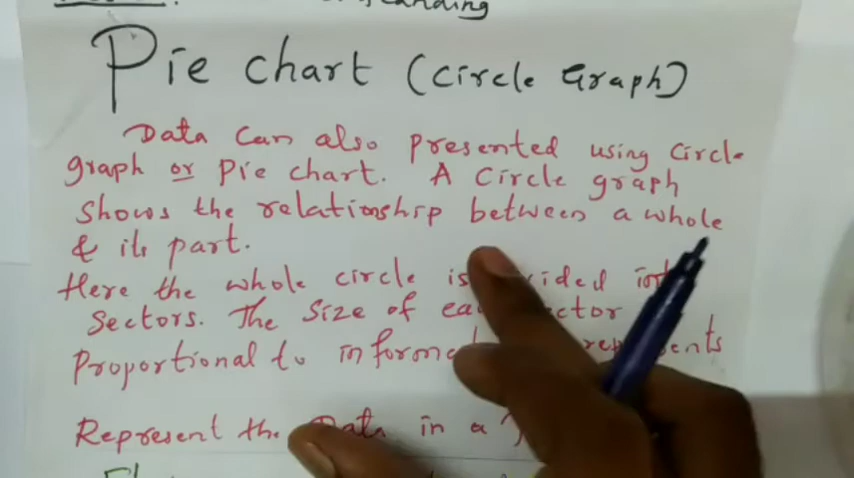 Pie chart (Circle Graph)
Data Can also presented using Circle
graph or Pie chart. A Circle graph
Shows the relationship between a whole
& its part.
Here the whole circle is
Sectors. The Size of
Proportional to
Represent the Data in a